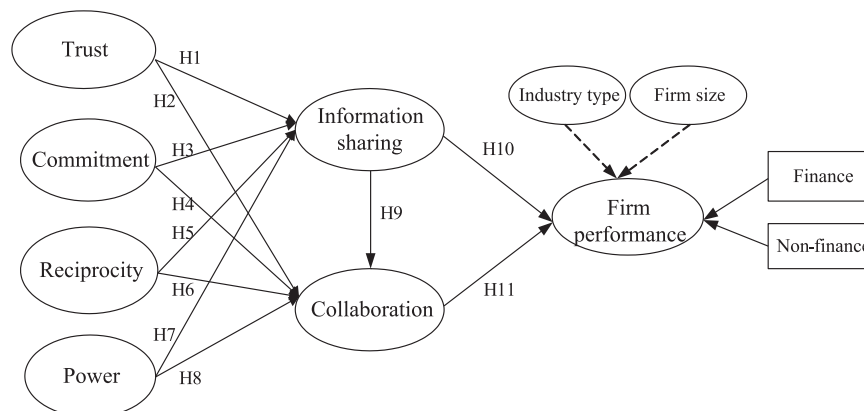 Trust
H1
H2
Commitment
H3
H4
Reciprocity
H5
H6
Power
H7
H8
Information
sharing
H9
Collaboration
H10
H11
Industry type
Firm size
Firm
performance
Finance
Non-finance